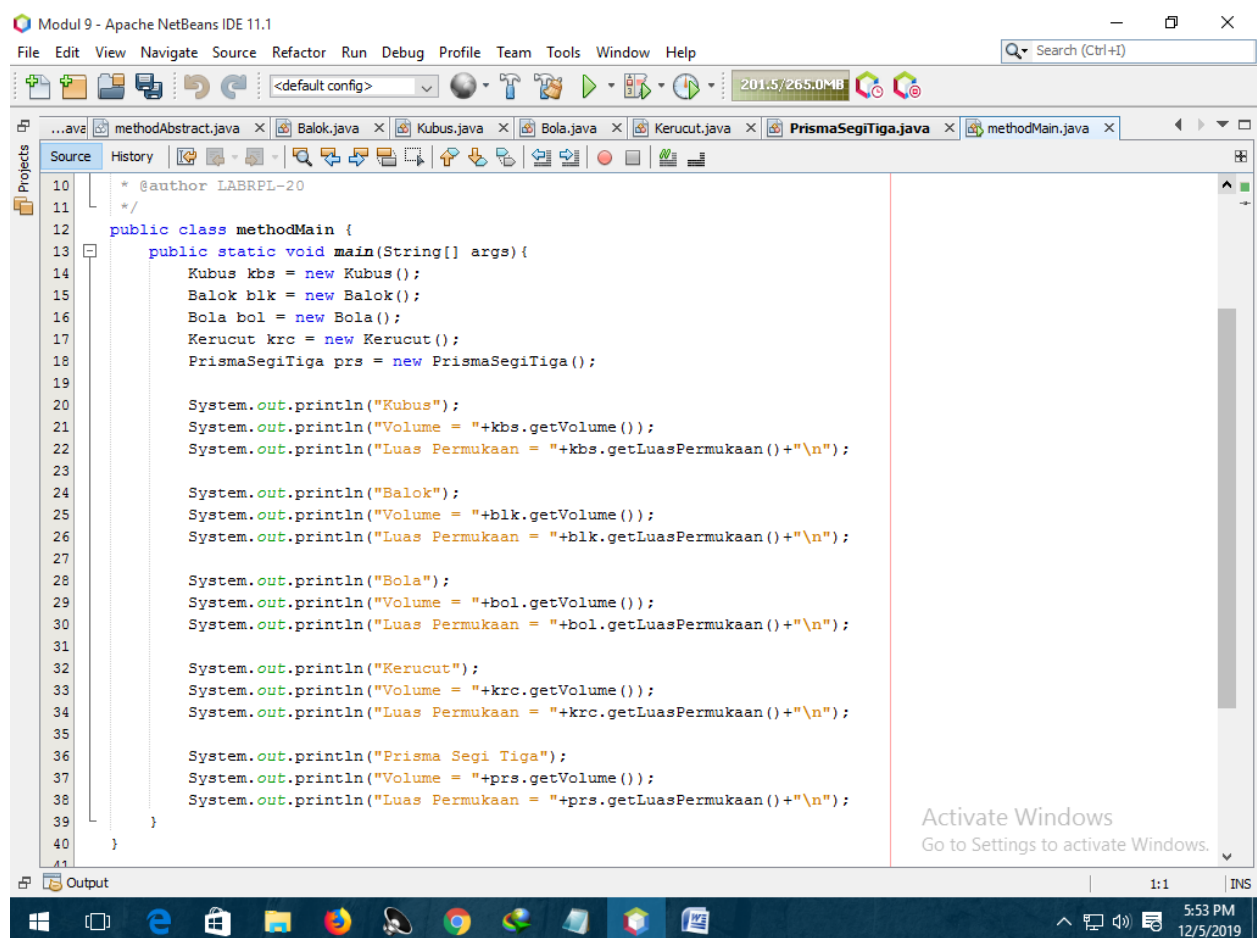 Modul 9 - Apache NetBeans IDE 11.1
File Edit View Navigate Source Refactor Run Debug Profile Team Tools Window Help
Search (Ctrl+I)
<default config>
201.5/265.0MB
...ava methodAbstract.java Balok.java Kubus.java Bola.java Kerucut.java PrismaSegiTiga.java methodMain.java
Source History
Projects
10 * @author LABRPL-20
11 */
12 public class methodMain {
13 public static void main(String[] args){
14 Kubus kbs = new Kubus();
15 Balok blk = new Balok();
16 Bola bol = new Bola();
17 Kerucut krc = new Kerucut();
18 PrismaSegiTiga prs = new PrismaSegiTiga();
19
20 System.out.println("Kubus");
21 System.out.println("Volume = "+kbs.getVolume());
22 System.out.println("Luas Permukaan = "+kbs.getLuasPermukaan()+"\n");
23
24 System.out.println("Balok");
25 System.out.println("Volume = "+blk.getVolume());
26 System.out.println("Luas Permukaan = "+blk.getLuasPermukaan()+"\n");
27
28 System.out.println("Bola");
29 System.out.println("Volume = "+bol.getVolume());
30 System.out.println("Luas Permukaan = "+bol.getLuasPermukaan()+"\n");
31
32 System.out.println("Kerucut");
33 System.out.println("Volume = "+krc.getVolume());
34 System.out.println("Luas Permukaan = "+krc.getLuasPermukaan()+"\n");
35
36 System.out.println("Prisma Segi Tiga");
37 System.out.println("Volume = "+prs.getVolume());
38 System.out.println("Luas Permukaan = "+prs.getLuasPermukaan()+"\n");
39 }
40 }
41
Activate Windows
Go to Settings to activate Windows.
Output
1:1 INS
5:53 PM
12/5/2019